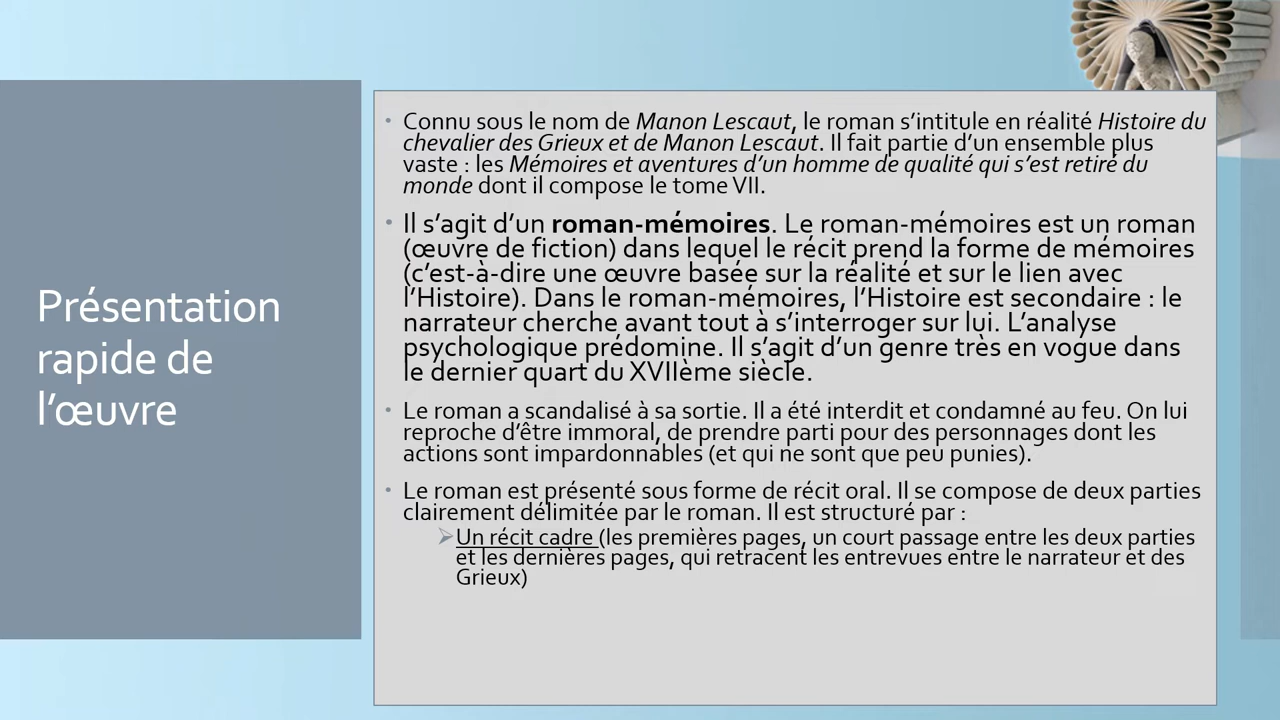 Présentation
rapide de
l’œuvre
• Connu sous le nom de Manon Lescaut, le roman s’intitule en réalité Histoire du
chevalier des Grieux et de Manon Lescaut. Il fait partie d’un ensemble plus
vaste : les Mémoires et aventures d’un homme de qualité qui s’est retiré du
monde dont il compose le tome VII.
• Il s’agit d’un roman-mémoires. Le roman-mémoires est un roman
(œuvre de fiction) dans lequel le récit prend la forme de mémoires
(c’est-à-dire une œuvre basée sur la réalité et sur le lien avec
l’Histoire). Dans le roman-mémoires, l’Histoire est secondaire : le
narrateur cherche avant tout à s’interroger sur lui. L’analyse
psychologique prédomine. Il s’agit d’un genre très en vogue dans
le dernier quart du XVIIème siècle.
• Le roman a scandalisé à sa sortie. Il a été interdit et condamné au feu. On lui
reproche d’être immoral, de prendre parti pour des personnages dont les
actions sont impardonnables (et qui ne sont que peu punies).
• Le roman est présenté sous forme de récit oral. Il se compose de deux parties
clairement délimitée par le roman. Il est structuré par :
➢ Un récit cadre (les premières pages, un court passage entre les deux parties
et les dernières pages, qui retracent les entrevues entre le narrateur et des
Grieux)